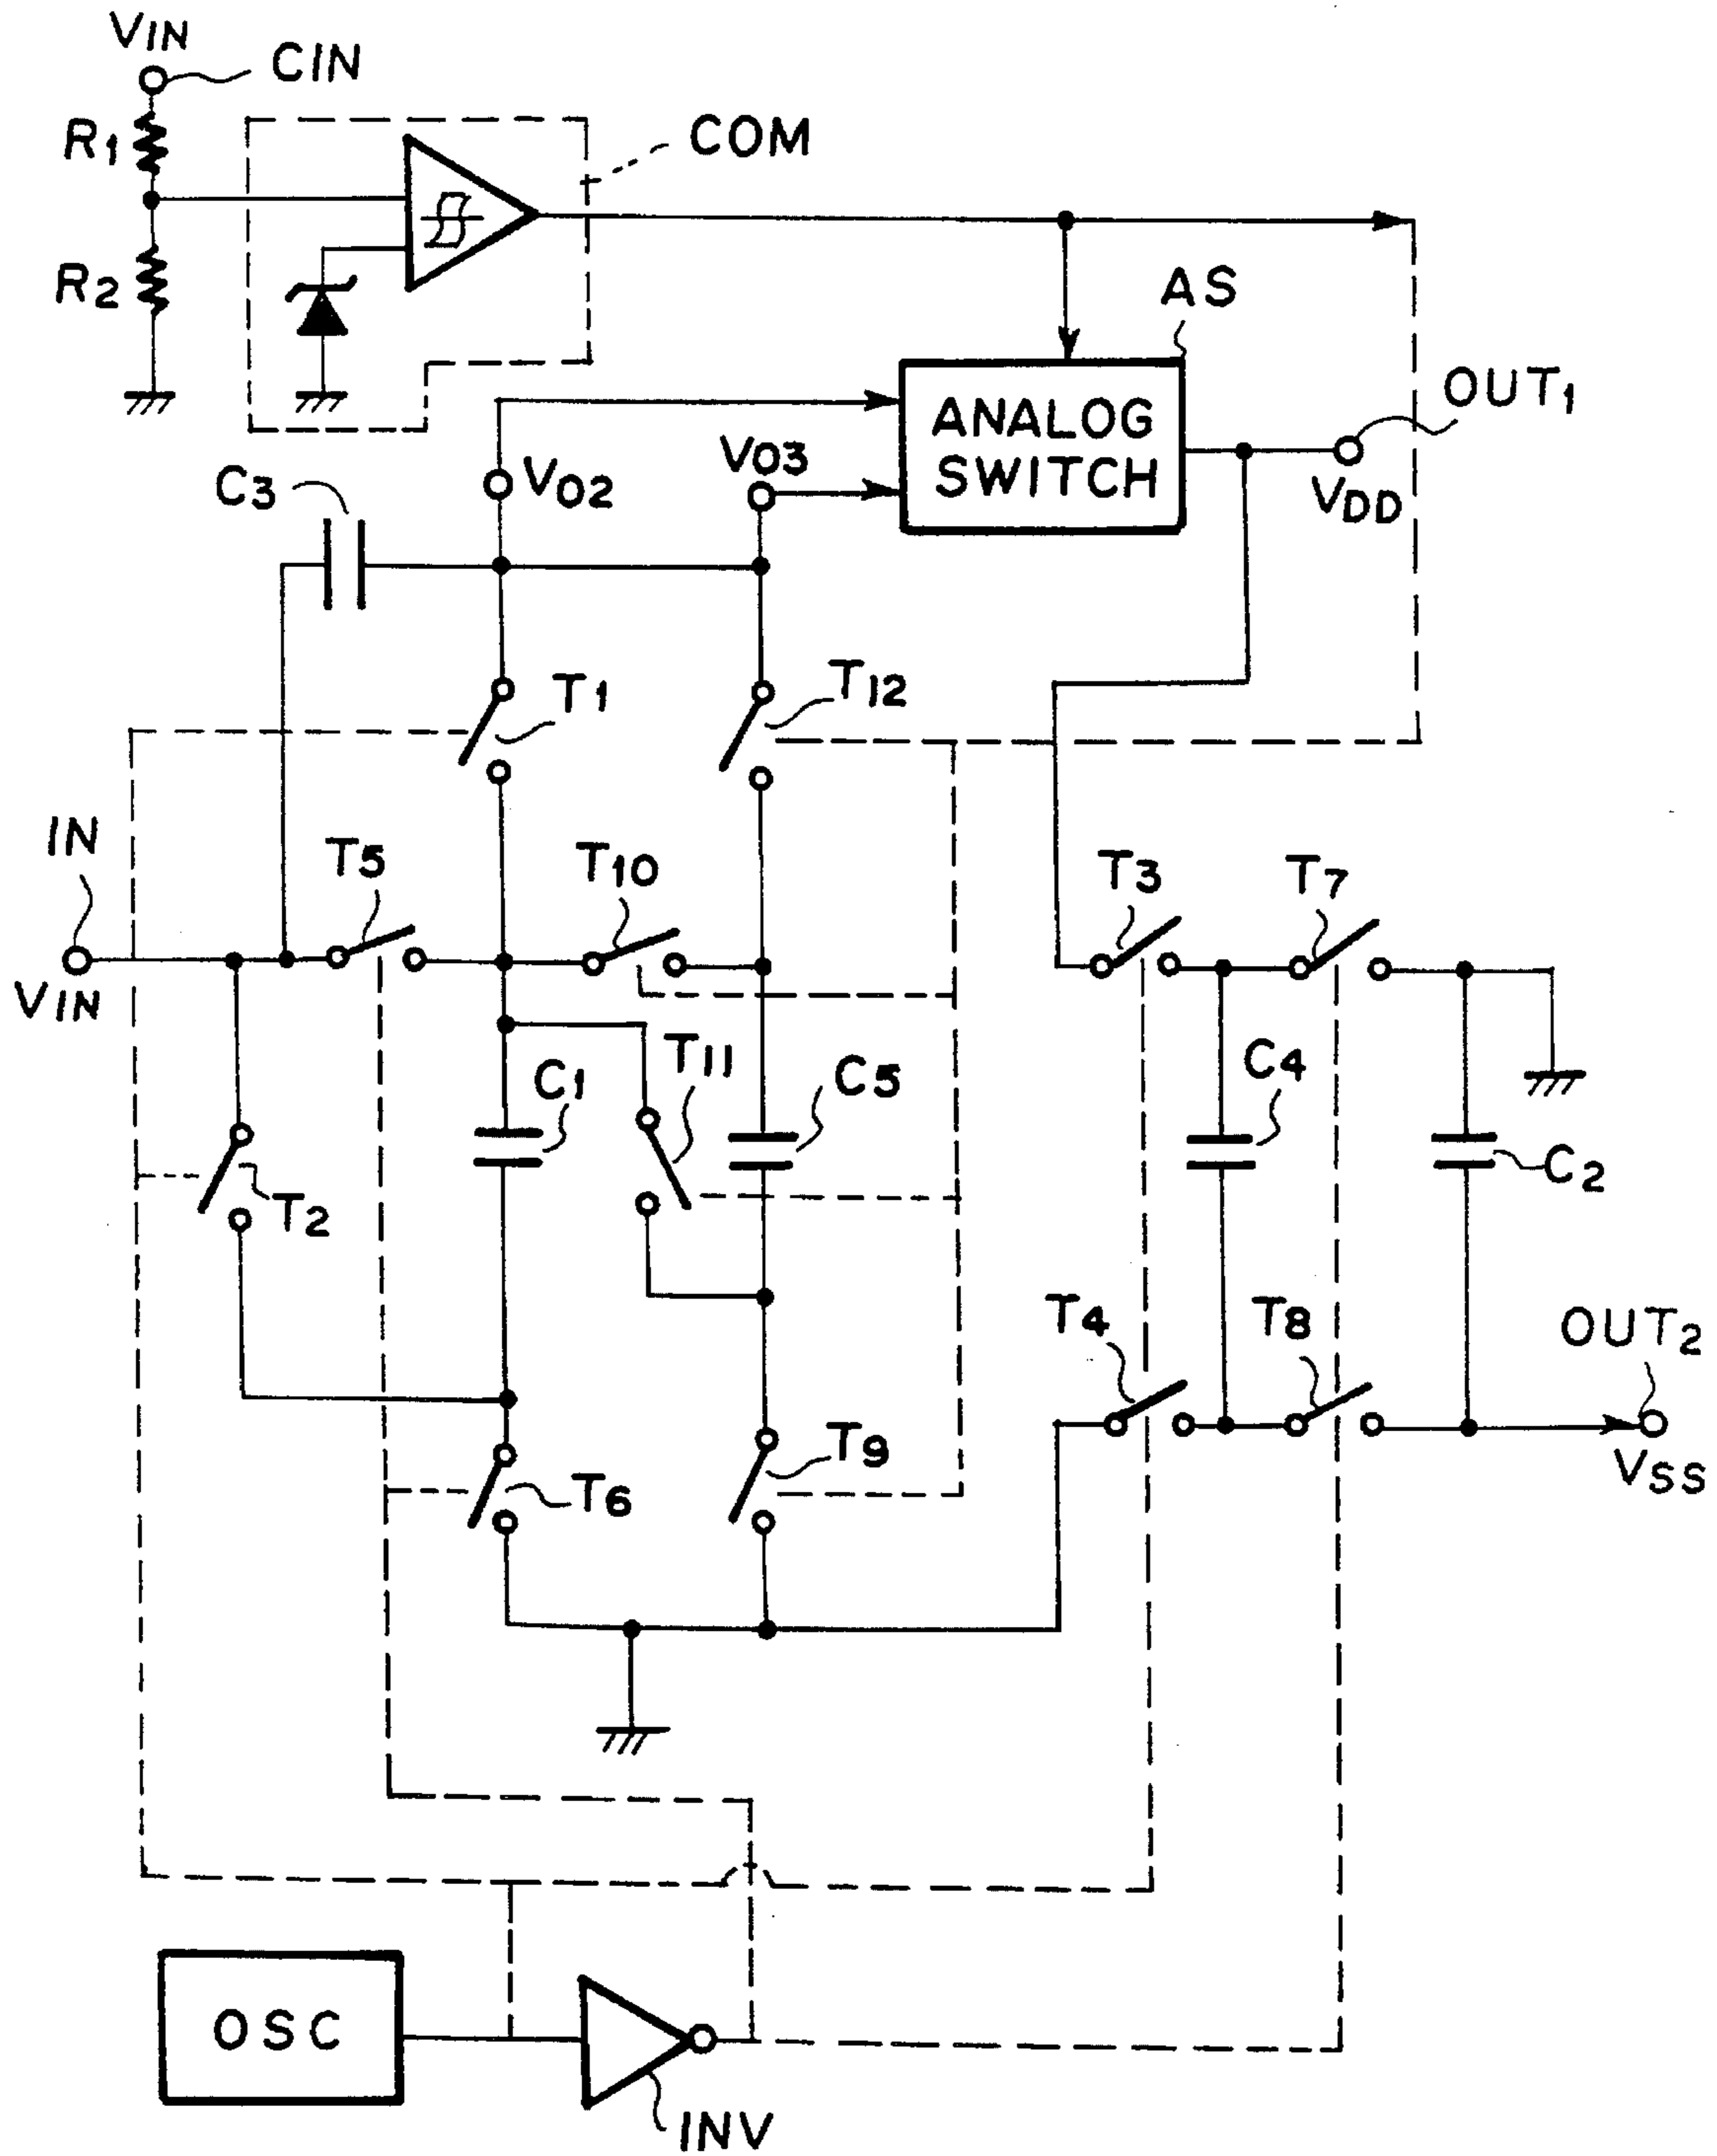 VIN
CIN
R1
COM
R2
AS
OUT1
ANALOG
SWITCH
VO2
VO3
C3
VDD
T1
T12
IN
T5
T10
T3
T7
VIN
T11
C1
C5
C4
C2
T2
T4
T8
OUT2
T9
T6
VSS
OSC
INV